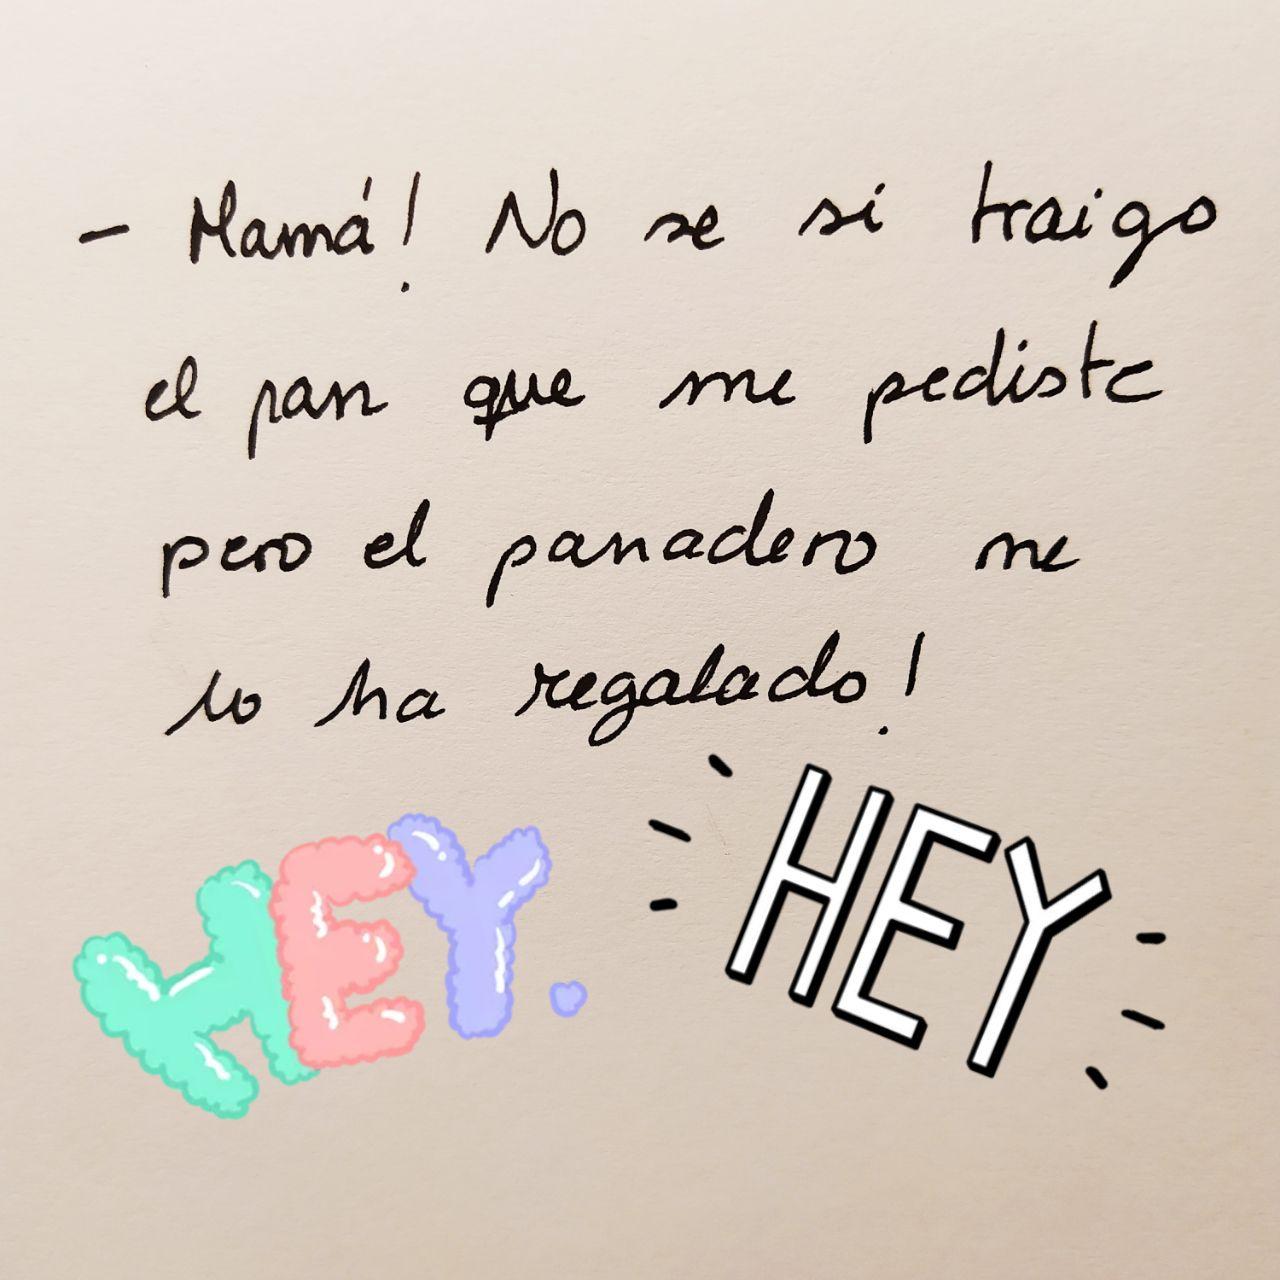 - Mamá! No se si traigo
el pan que me pediste
pero el panadero me
lo ha regalado!
HEY.
HEY